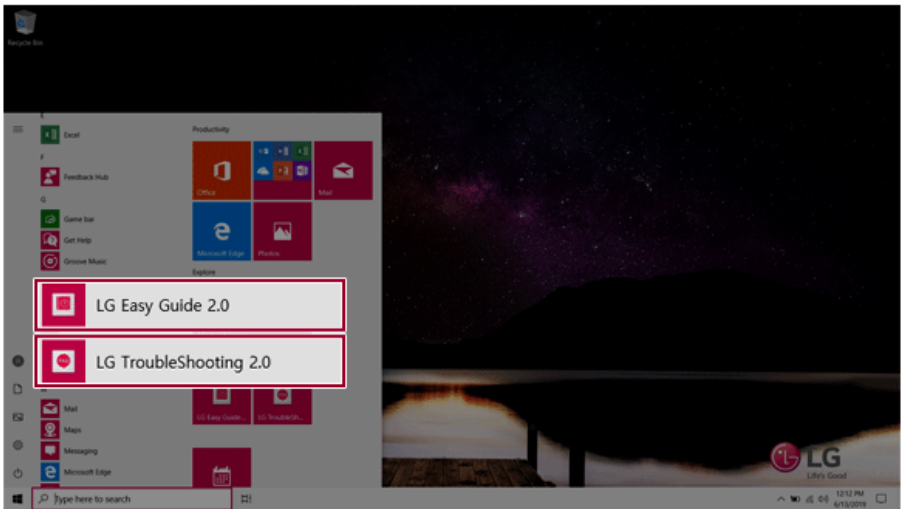 Recycle Bin
E
Excel
Productivity
F
Feedback Hub
Office
Mail
G
Game bar
Get Help
Groove Music
Microsoft Edge
Photos
Explore
LG Easy Guide 2.0
LG TroubleShooting 2.0
LG Easy Guide...
LG TroubleSh...
Mail
Maps
Messaging
Microsoft Edge
LG
Life's Good
Type here to search
12:12 PM
6/13/2019